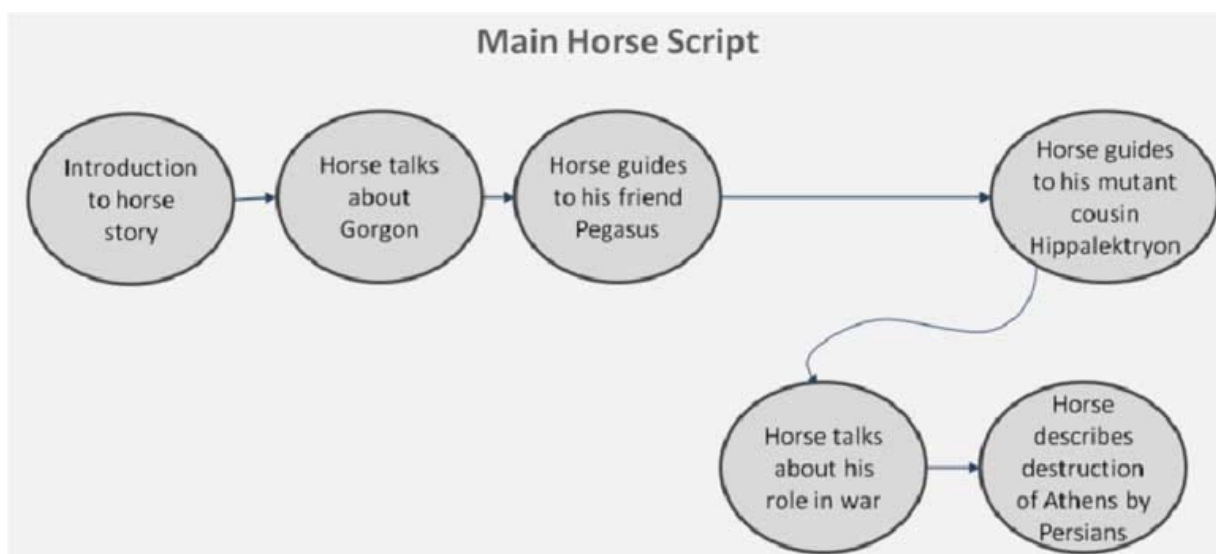 Main Horse Script
Introduction
to horse
story
Horse talks
about
Gorgon
Horse guides
to his friend
Pegasus
Horse guides
to his mutant
cousin
Hippalektryon
Horse talks
about his
role in war
Horse
describes
destruction
of Athens by
Persians